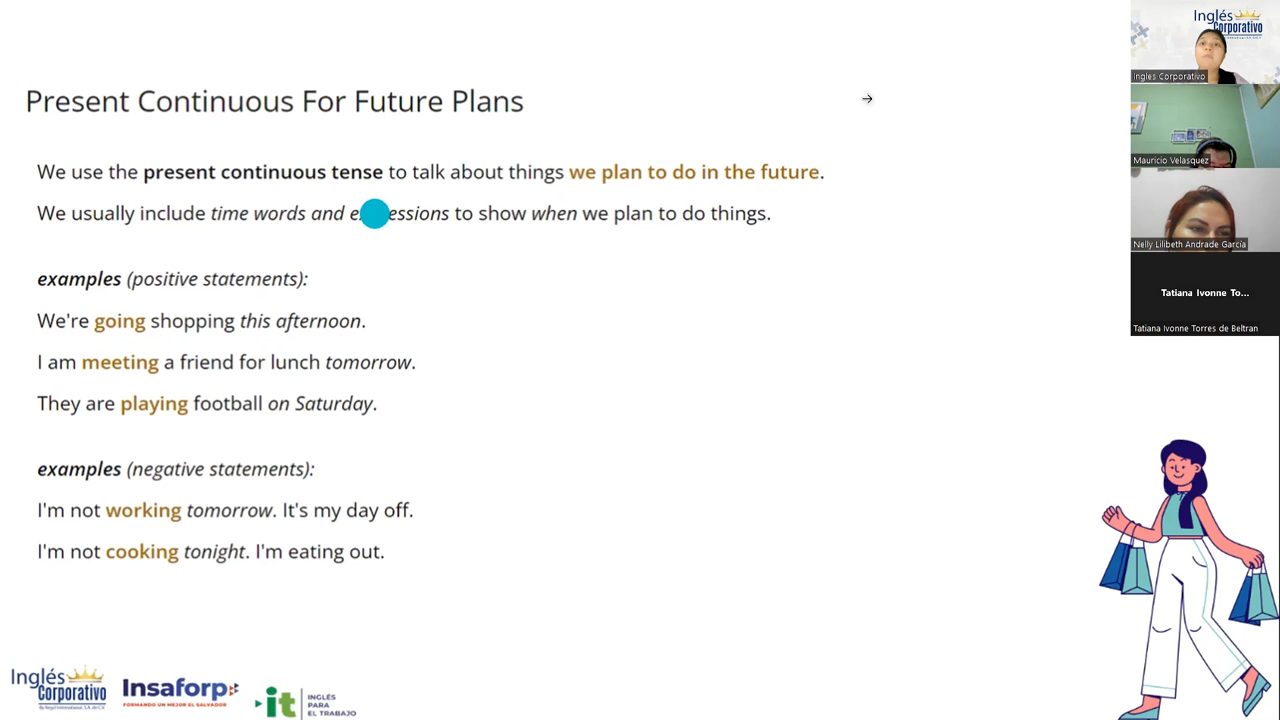 Present Continuous For Future Plans
We use the present continuous tense to talk about things we plan to do in the future.
We usually include time words and e essions to show when we plan to do things.
examples (positive statements):
We're going shopping this afternoon.
I am meeting a friend for lunch tomorrow.
They are playing football on Saturday.
examples (negative statements):
I'm not working tomorrow. It's my day off.
I'm not cooking tonight. I'm eating out.
Inglés
Corporativo
Ingles Corporativo
Mauricio Velasquez
Nelly Lilibeth Andrade García
Tatiana Ivonne To...
Tatiana Ivonne Torres de Beltran
Inglés
Corporativo
Insaforp
FORMANDO UN MEJOR EL SALVADOR
it
INGLÉS
PARA
EL TRABAJO